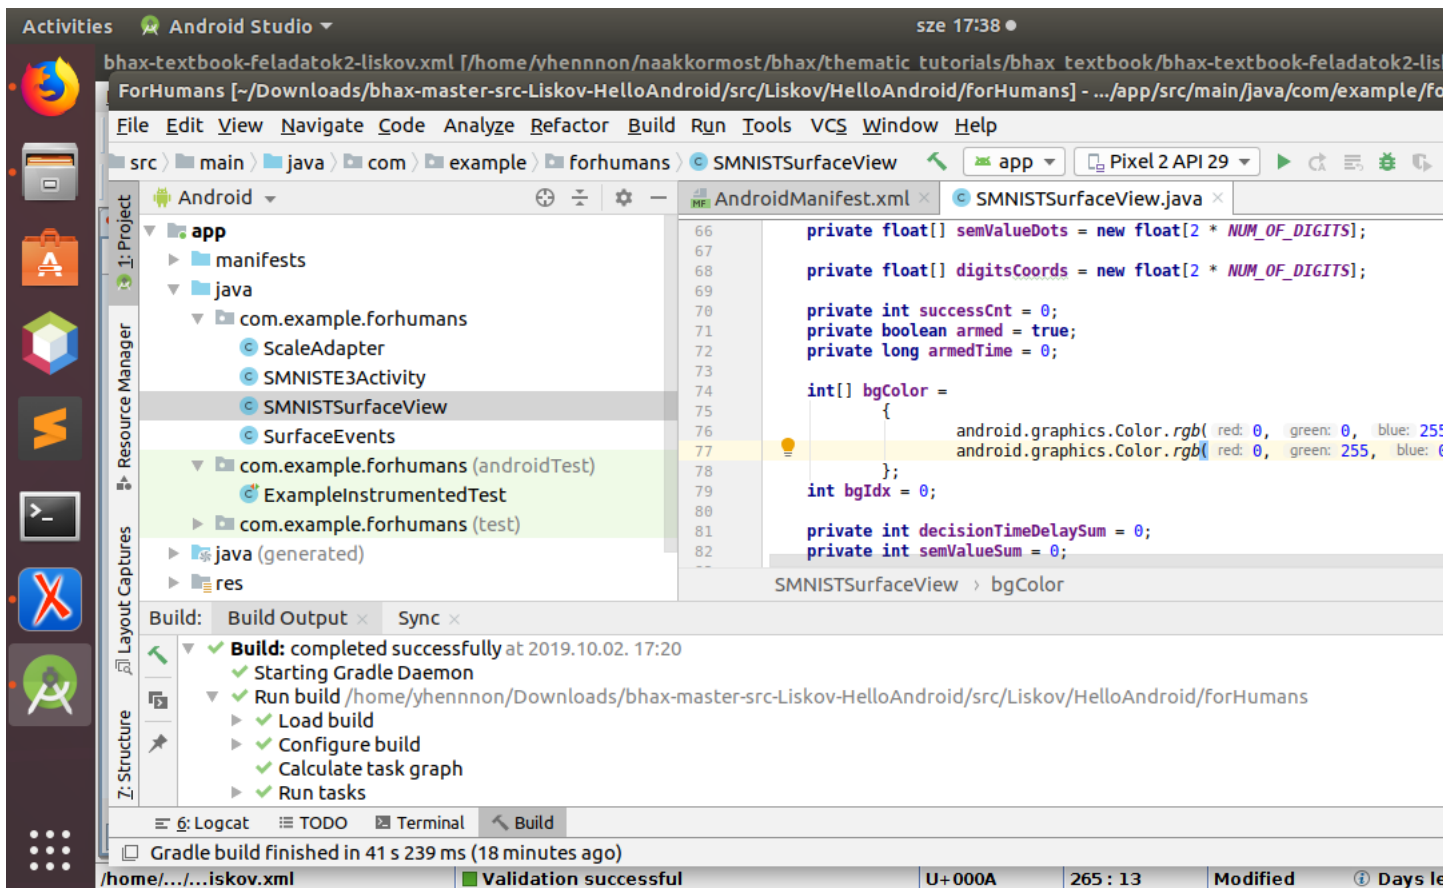 Activities Android Studio sze 17:38
bhax-textbook-feladatok2-liskov.xml [/home/yhennnon/naakkormost/bhax/thematic_tutorials/bhax_textbook/bhax-textbook-feladatok2-lis
ForHumans [~/Downloads/bhax-master-src-Liskov-HelloAndroid/src/Liskov/HelloAndroid/forHumans] - .../app/src/main/java/com/example/fo
File Edit View Navigate Code Analyze Refactor Build Run Tools VCS Window Help
src main java com example forhumans SMNISTSurfaceView app Pixel 2 API 29
1: Project
Resource Manager
Layout Captures
7: Structure
Android
app
manifests
java
com.example.forhumans
ScaleAdapter
SMNISTE3Activity
SMNISTSurfaceView
SurfaceEvents
com.example.forhumans (androidTest)
ExampleInstrumentedTest
com.example.forhumans (test)
java (generated)
res
AndroidManifest.xml SMNISTSurfaceView.java
66 private float[] semValueDots = new float[2 * NUM_OF_DIGITS];
67
68 private float[] digitsCoords = new float[2 * NUM_OF_DIGITS];
69
70 private int successCnt = 0;
71 private boolean armed = true;
72 private long armedTime = 0;
73
74 int[] bgColor =
75 {
76 android.graphics.Color.rgb( red: 0, green: 0, blue: 255
77 android.graphics.Color.rgb( red: 0, green: 255, blue: 0
78 };
79 int bgIdx = 0;
80
81 private int decisionTimeDelaySum = 0;
82 private int semValueSum = 0;
SMNISTSurfaceView › bgColor
Build: Build Output Sync
Build: completed successfully at 2019.10.02. 17:20
Starting Gradle Daemon
Run build /home/yhennnon/Downloads/bhax-master-src-Liskov-HelloAndroid/src/Liskov/HelloAndroid/forHumans
Load build
Configure build
Calculate task graph
Run tasks
6: Logcat TODO Terminal Build
Gradle build finished in 41 s 239 ms (18 minutes ago)
/home/.../...iskov.xml Validation successful U+000A 265 : 13 Modified Days le